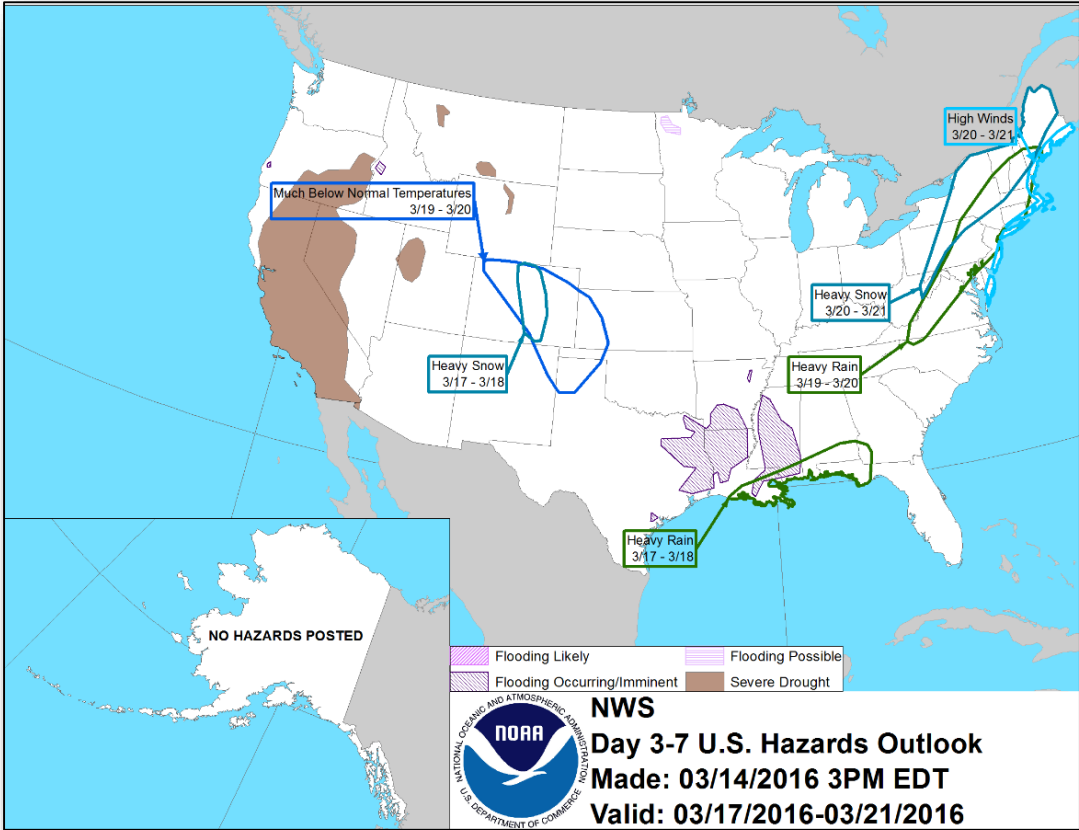 High Winds
3/20 - 3/21
Much Below Normal Temperatures
3/19 - 3/20
Heavy Snow
3/20 - 3/21
Heavy Snow
3/17 - 3/18
Heavy Rain
3/19 - 3/20
Heavy Rain
3/17 - 3/18
NO HAZARDS POSTED
Flooding Likely
Flooding Possible
Flooding Occurring/Imminent
Severe Drought
NATIONAL OCEANIC AND ATMOSPHERIC ADMINISTRATION
NOAA
U.S. DEPARTMENT OF COMMERCE
NWS
Day 3-7 U.S. Hazards Outlook
Made: 03/14/2016 3PM EDT
Valid: 03/17/2016-03/21/2016